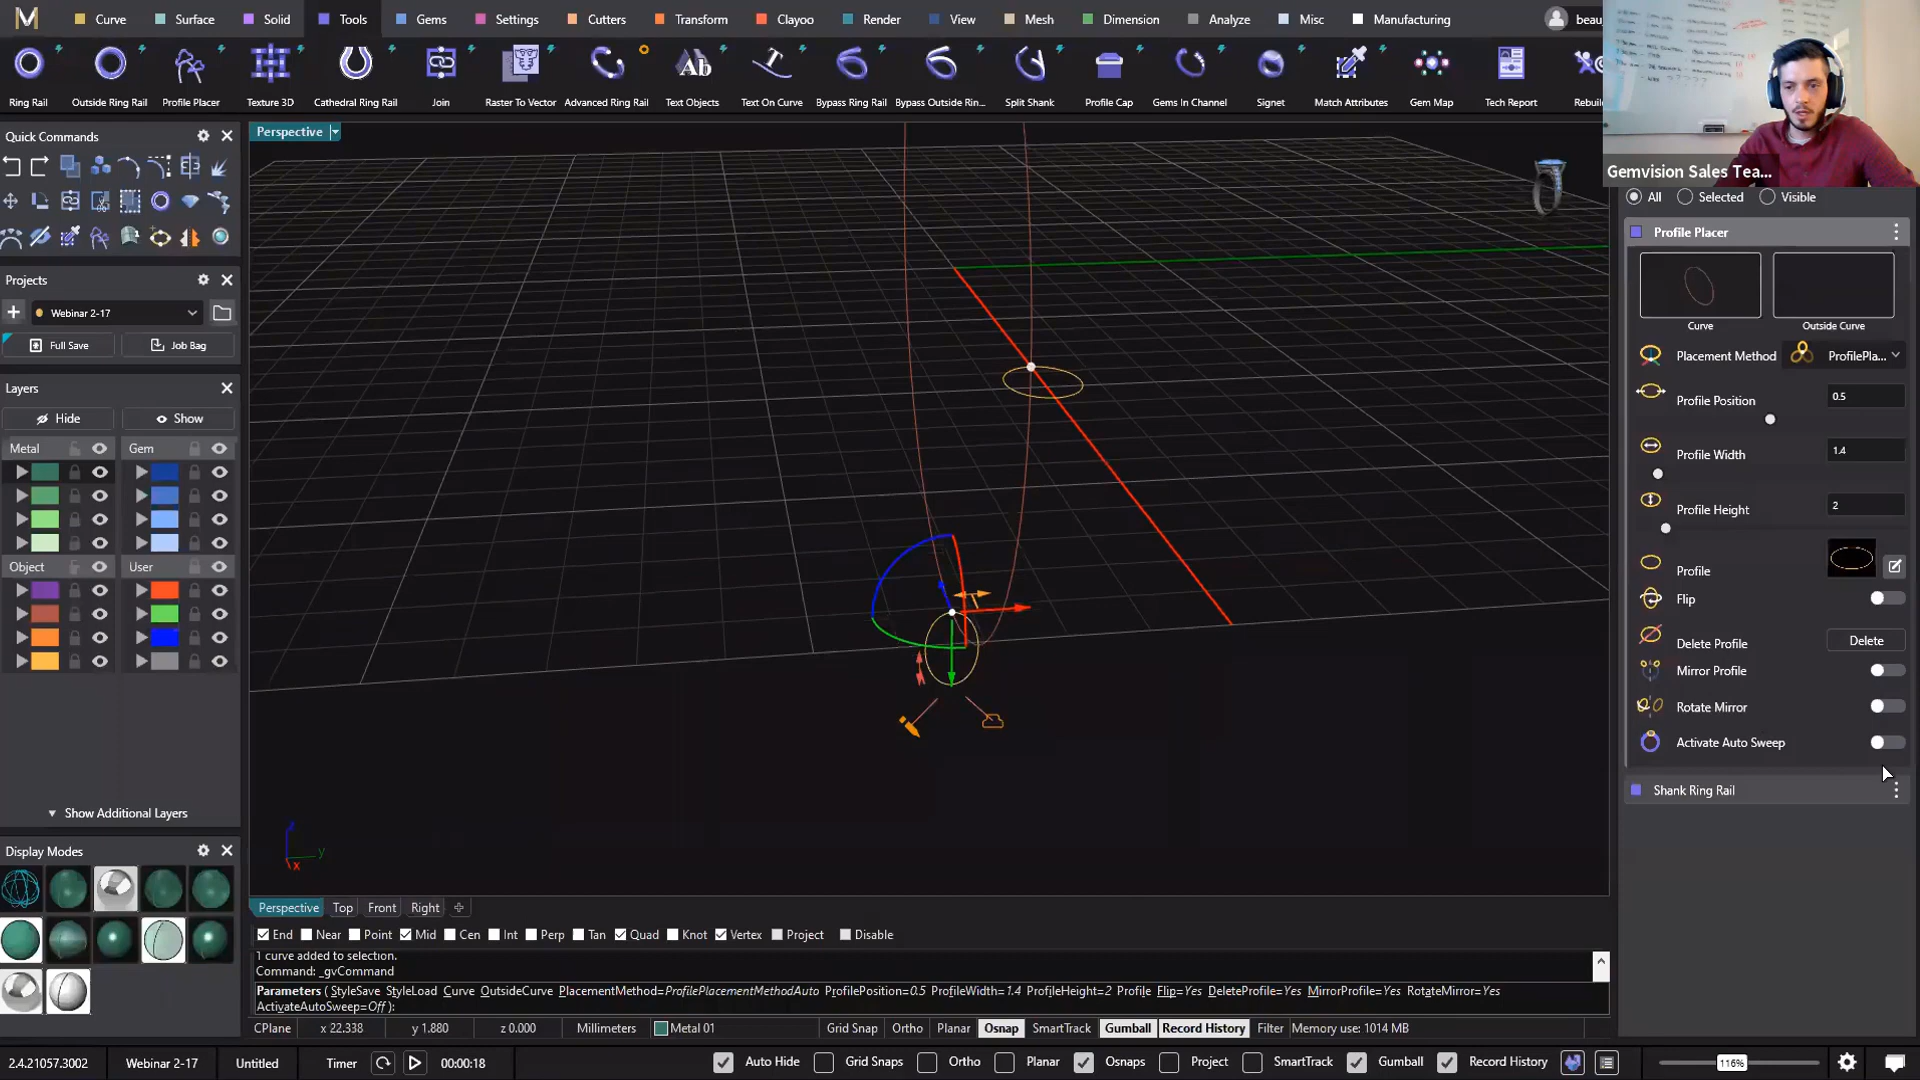 Curve Surface Solid Tools Gems Settings Cutters Transform Clayoo Render View Mesh Dimension Analyze Misc Manufacturing beau
Ring Rail Outside Ring Rail Profile Placer Texture 3D Cathedral Ring Rail Join Raster To Vector Advanced Ring Rail Text Objects Text On Curve Bypass Ring Rail Bypass Outside Rin... Split Shank Profile Cap Gems In Channel Signet Match Attributes Gem Map Tech Report Rebuil
Gemvision Sales Tea...
Quick Commands
Projects
Webinar 2-17
Full Save Job Bag
Layers
Hide Show
Metal Gem
Object User
Show Additional Layers
Display Modes
Perspective
All Selected Visible
Profile Placer
Curve Outside Curve
Placement Method ProfilePla...
Profile Position 0.5
Profile Width 1.4
Profile Height 2
Profile
Flip
Delete Profile Delete
Mirror Profile
Rotate Mirror
Activate Auto Sweep
Shank Ring Rail
z y x
Perspective Top Front Right
End Near Point Mid Cen Int Perp Tan Quad Knot Vertex Project Disable
1 curve added to selection.
Command: _gvCommand
Parameters ( StyleSave StyleLoad Curve OutsideCurve PlacementMethod=ProfilePlacementMethodAuto ProfilePosition=0.5 ProfileWidth=1.4 ProfileHeight=2 Profile Flip=Yes DeleteProfile=Yes MirrorProfile=Yes RotateMirror=Yes
ActivateAutoSweep=Off ):
CPlane x 22.338 y 1.880 z 0.000 Millimeters Metal 01 Grid Snap Ortho Planar Osnap SmartTrack Gumball Record History Filter Memory use: 1014 MB
2.4.21057.3002 Webinar 2-17 Untitled Timer 00:00:18 Auto Hide Grid Snaps Ortho Planar Osnaps Project SmartTrack Gumball Record History 116%